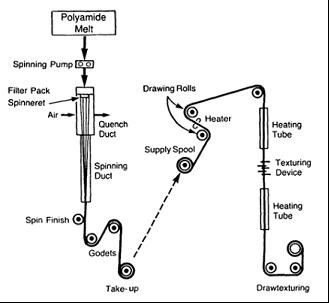 Polyamide
Melt
Spinning Pump
Filter Pack
Spinneret
Air
Quench
Duct
Spinning
Duct
Spin Finish
Godets
Take-up
Drawing Rolls
Heater
Supply Spool
Heating
Tube
Texturing
Device
Heating
Tube
Drawtexturing